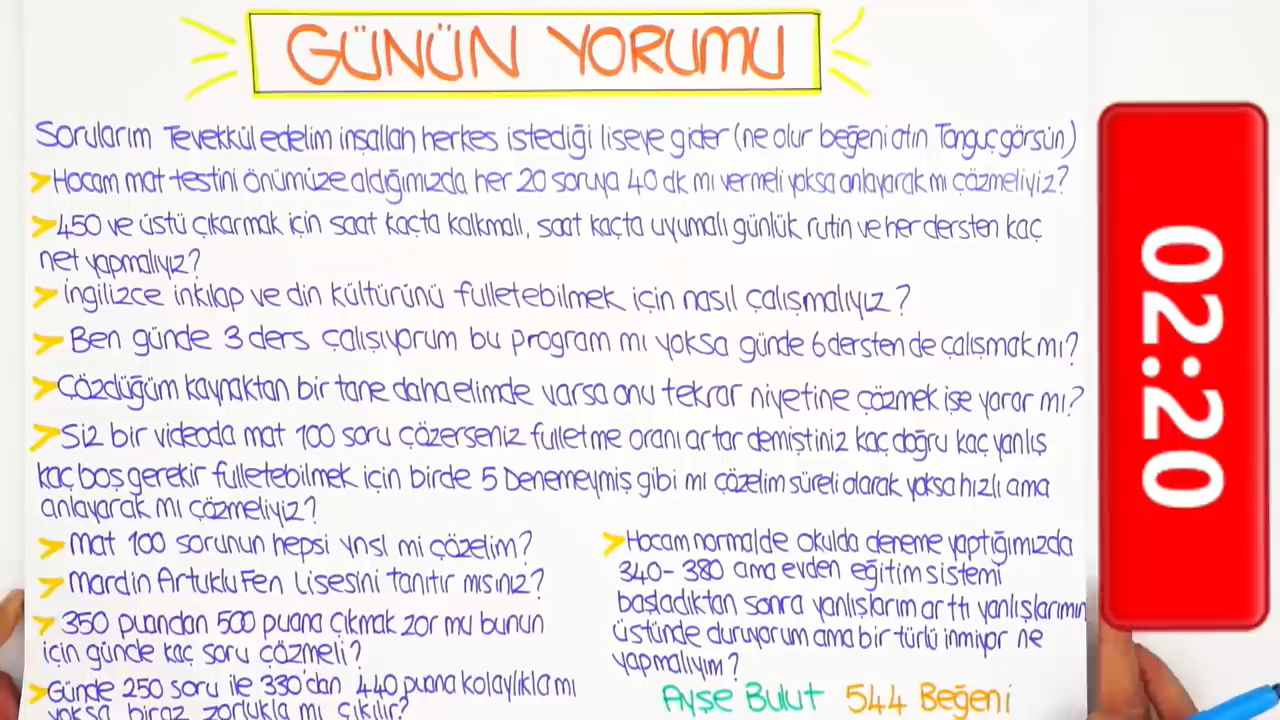 GÜNÜN YORUMU
Sorularım Tevekkül edelim inşallah herkes istediği liseye gider (ne olur beğeni atın Tonguç görsün)
Hocam mat testini önümüze aldığımızda her 20 soruya 40 dk mı vermeli yoksa anlayarak mı çözmeliyiz?
450 ve üstü çıkarmak için saat kaçta kalkmalı, saat kaçta uyumalı günlük rutin ve her dersten kaç
net yapmalıyız?
İngilizce inkılap ve din kültürünü fulletebilmek için nasıl çalışmalıyız?
Ben günde 3 ders çalışıyorum bu program mı yoksa günde 6 dersten de çalışmak mı?
Çözdüğüm kaynaktan bir tane daha elimde varsa onu tekrar niyetine çözmek işe yarar mı?
Siz bir videoda mat 100 soru çözerseniz fulletme oranı artar demiştiniz kaç doğru kaç yanlış
kaç boş gerekir fulletebilmek için birde 5 Denemeymiş gibi mi çözelim süreli olarak yoksa hızlı ama
anlayarak mı çözmeliyiz?
Mat 100 sorunun hepsi ynsl mi çözelim?
Mardin Artuklu Fen Lisesini tanıtır mısınız?
350 puandan 500 puana çıkmak zor mu bunun
için günde kaç soru çözmeli?
Günde 250 soru ile 330'dan 440 puana kolaylıkla mı
yoksa biraz zorlukla mı çıkılır?
Hocam normalde okulda deneme yaptığımızda
340-380 ama evden eğitim sistemi
başladıktan sonra yanlışlarım arttı yanlışlarımın
üstünde duruyorum ama bir türlü inmiyor ne
yapmalıyım?
Ayşe Bulut 544 Beğeni
02:20